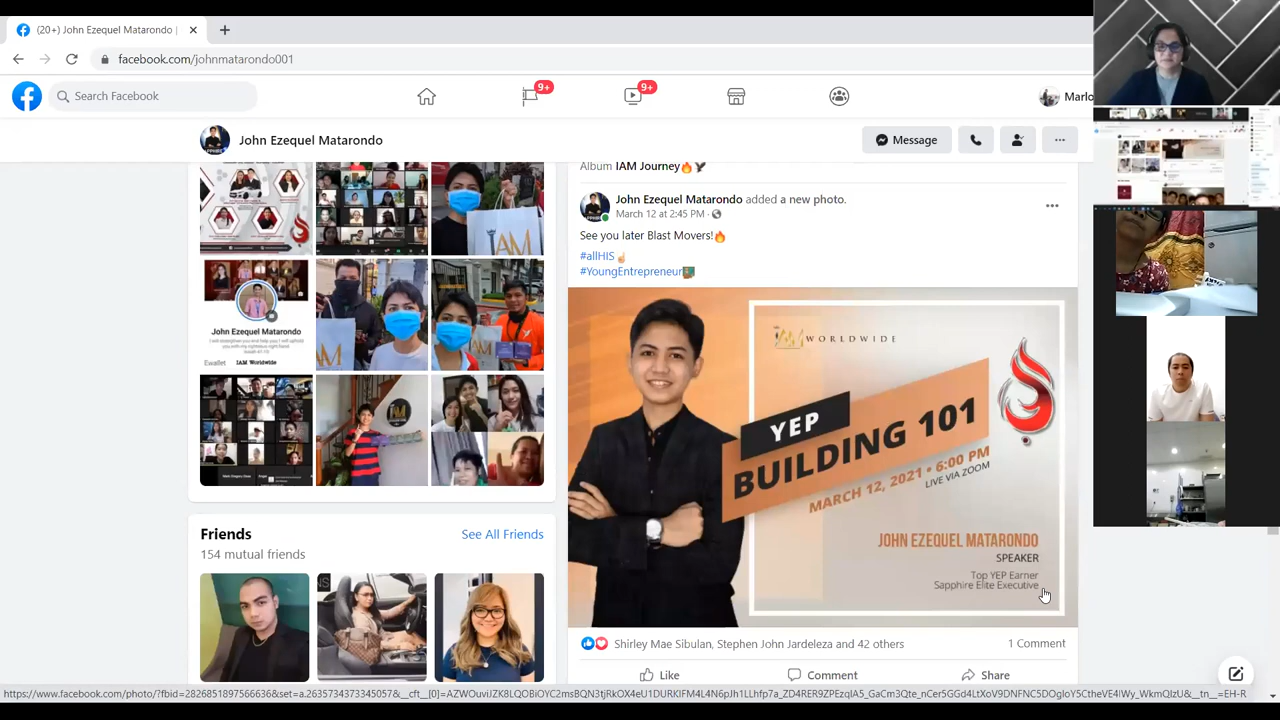 (20+) John Ezequel Matarondo |
facebook.com/johnmatarondo001
Search Facebook
9+
9+
Marlo
John Ezequel Matarondo
Message
Album IAM Journey🔥
John Ezequel Matarondo added a new photo.
March 12 at 2:45 PM ·
See you later Blast Movers!🔥
#allHIS☝
#YoungEntrepreneur
John Ezequel Matarondo
Ewallet
IAM Worldwide
WORLDWIDE
YEP
BUILDING 101
MARCH 12, 2021 - 6:00 PM
LIVE VIA ZOOM
JOHN EZEQUEL MATARONDO
SPEAKER
Top YEP Earner
Sapphire Elite Executive
Friends
See All Friends
154 mutual friends
Shirley Mae Sibulan, Stephen John Jardeleza and 42 others
1 Comment
Like
Comment
Share